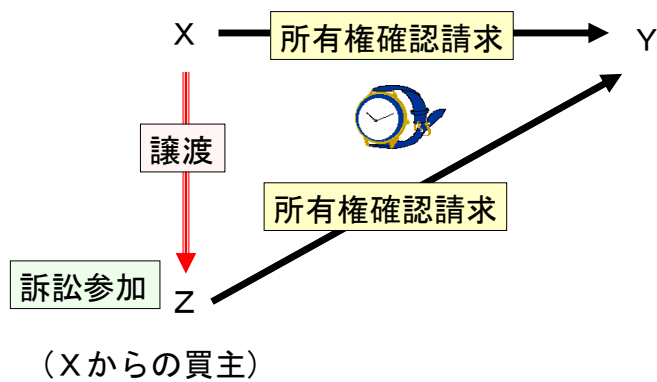 X
所有権確認請求
Y
譲渡
所有権確認請求
訴訟参加
Z
（Xからの買主）